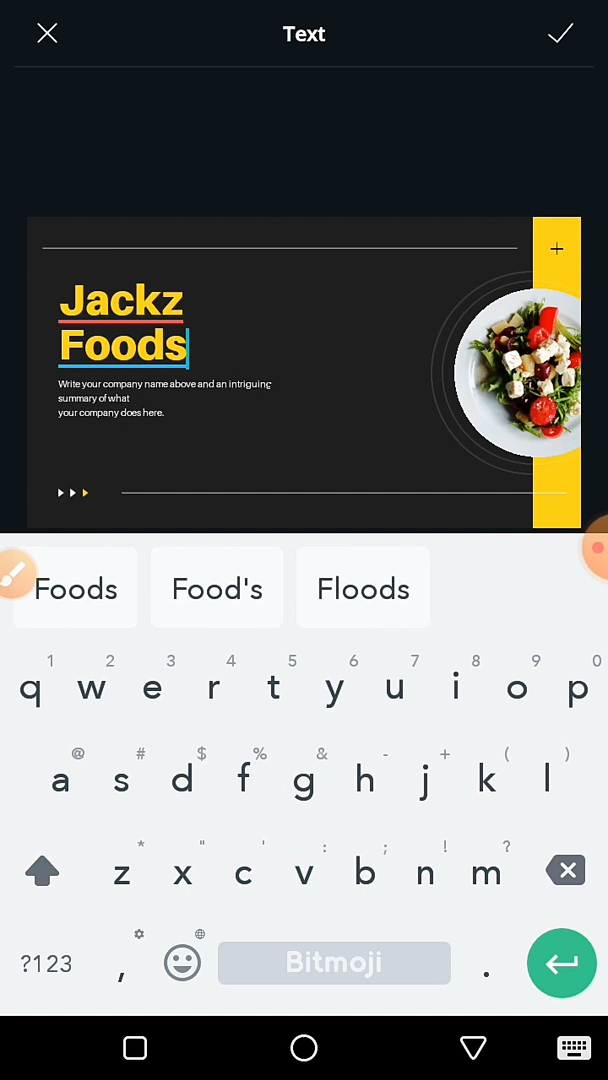 Text
+
Jackz
Foods
Write your company name above and an intriguing
summary of what
your company does here.
Foods Food's Floods
1 2 3 4 5 6 7 8 9 0
q w e r t y u i o p
@ # $ % & - + ( )
a s d f g h j k l
* " ' : ; ! ?
z x c v b n m
?123 , Bitmoji .